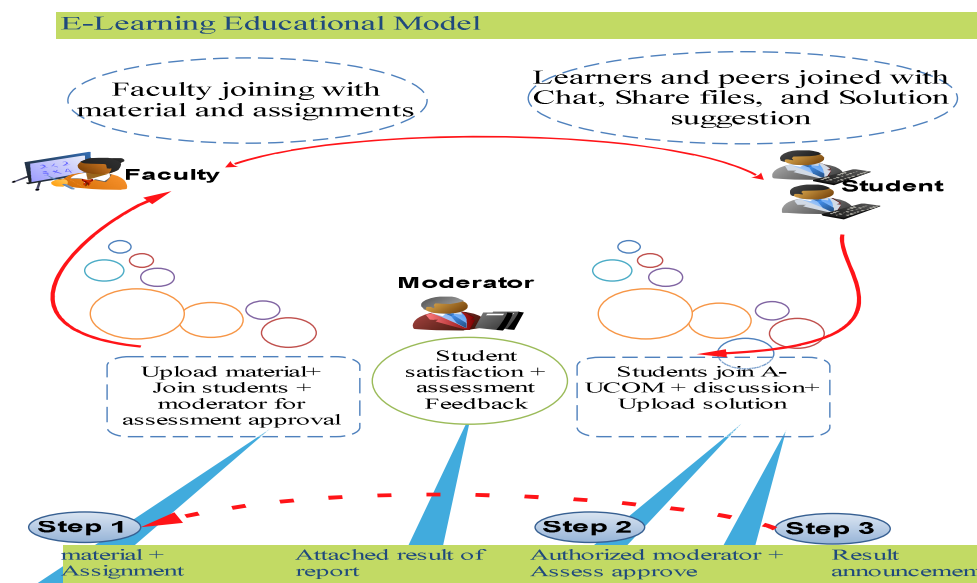 E-Learning Educational Model
Faculty joining with
material and assignments
Learners and peers joined with
Chat, Share files, and Solution
suggestion
Faculty
Student
Moderator
Upload material+
Join students +
moderator for
assessment approval
Student
satisfaction +
assessment
Feedback
Students join A-
UCOM + discussion+
Upload solution
Step 1
Step 2
Step 3
material +
Assignment
Attached result of
report
Authorized moderator +
Assess approve
Result
announcemen